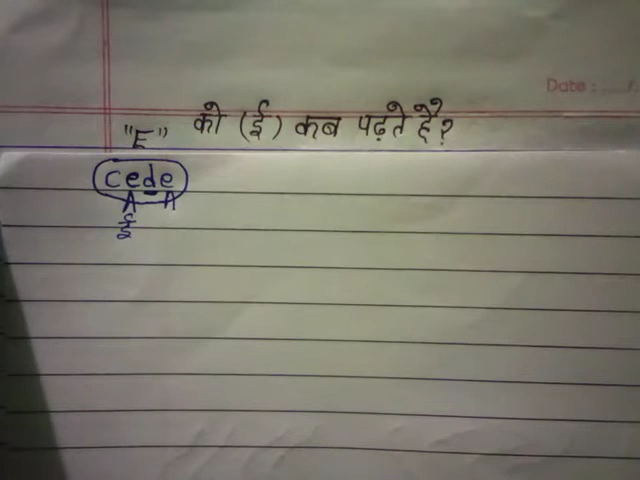 Date : ....../..
"E" को (ई) कब पढ़ते हैं?
cede
A A
ई